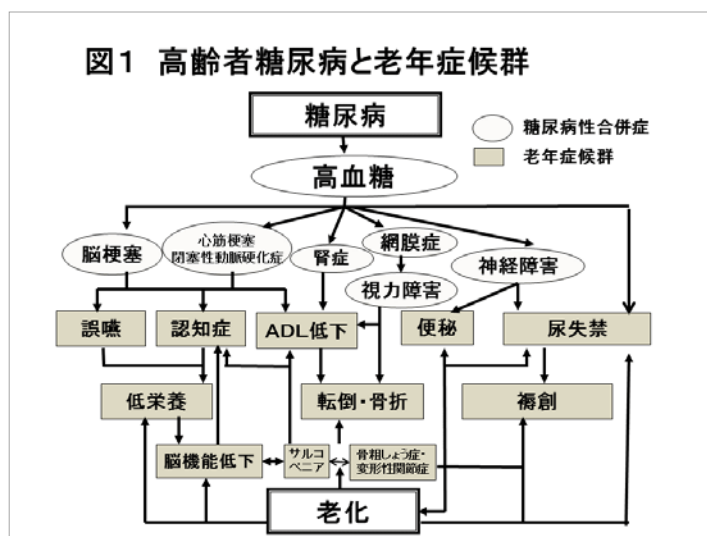 図1 高齢者糖尿病と老年症候群
糖尿病
糖尿病性合併症
老年症候群
高血糖
脳梗塞
心筋梗塞
閉塞性動脈硬化症
腎症
網膜症
神経障害
視力障害
誤嚥
認知症
ADL低下
便秘
尿失禁
低栄養
転倒・骨折
褥創
脳機能低下
サルコ
ペニア
骨粗しょう症・
変形性関節症
老化